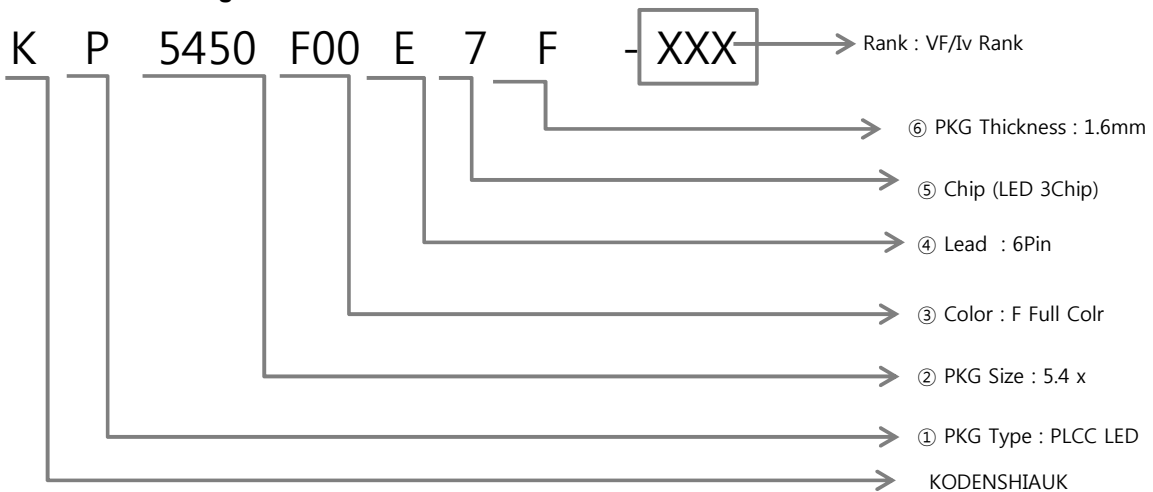 K P 5450 F00 E 7 F - XXX
Rank : VF/Iv Rank
⑥ PKG Thickness : 1.6mm
⑤ Chip (LED 3Chip)
④ Lead : 6Pin
③ Color : F Full Colr
② PKG Size : 5.4 x
① PKG Type : PLCC LED
KODENSHIAUK